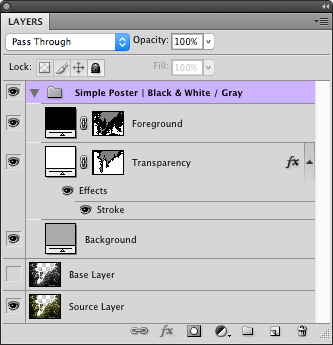 LAYERS
Pass Through Opacity: 100%
Lock: Fill: 100%
Simple Poster | Black & White / Gray
Foreground
Transparency fx
Effects
Stroke
Background
Base Layer
Source Layer
fx